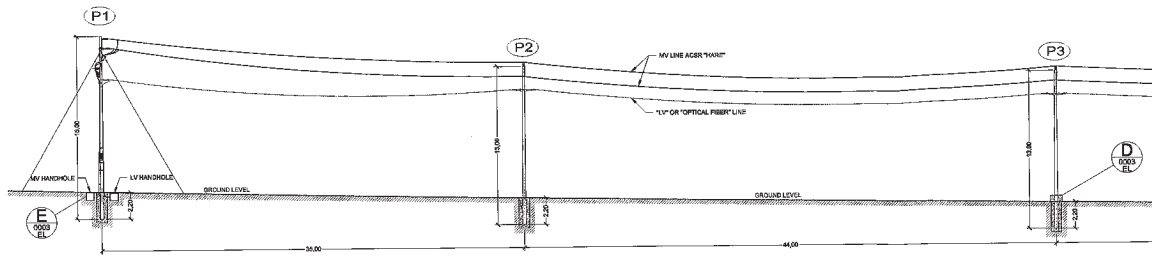 P1
P2
P3
MV LINE ACSR "HARE"
"LV" OR "OPTICAL FIBER" LINE
15,00
13,00
13,00
MV HANDHOLE
LV HANDHOLE
GROUND LEVEL
GROUND LEVEL
D
0003
EL
E
0003
EL
2,20
2,20
2,20
35,00
44,00